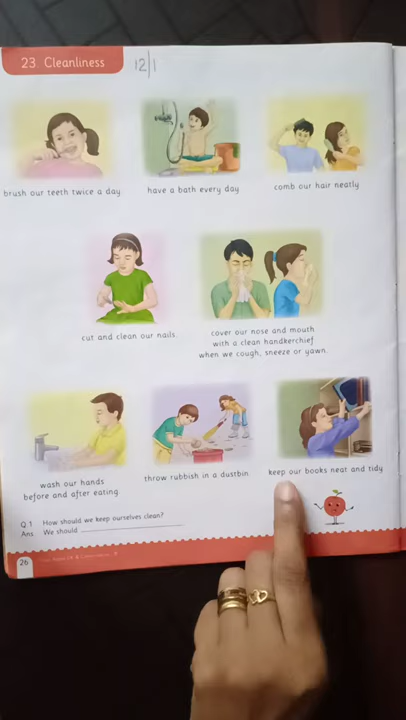 23 Cleanliness
12|1
brush our teeth twice a day
have a bath every day
comb our hair neatly
cut and clean our nails.
cover our nose and mouth
with a clean handkerchief
when we cough, sneeze or yawn.
wash our hands
before and after eating
throw rubbish in a dustbin.
keep our books neat and tidy
Q.1 How should we keep ourselves clean?
Ans We should
26